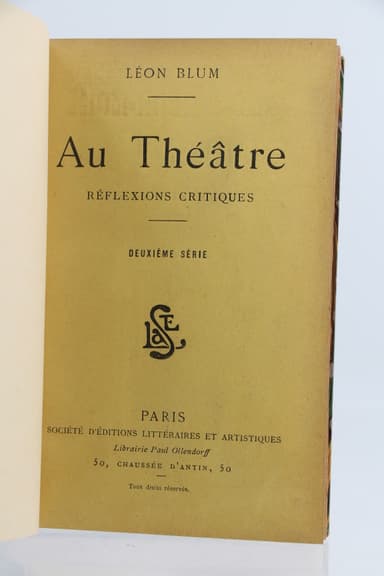 LÉON BLUM
Au Théâtre
RÉFLEXIONS CRITIQUES
DEUXIÈME SÉRIE
PARIS
SOCIÉTÉ D'ÉDITIONS LITTÉRAIRES ET ARTISTIQUES
Librairie Paul Ollendorff
50, CHAUSSÉE D'ANTIN, 50
Tous droits réservés.